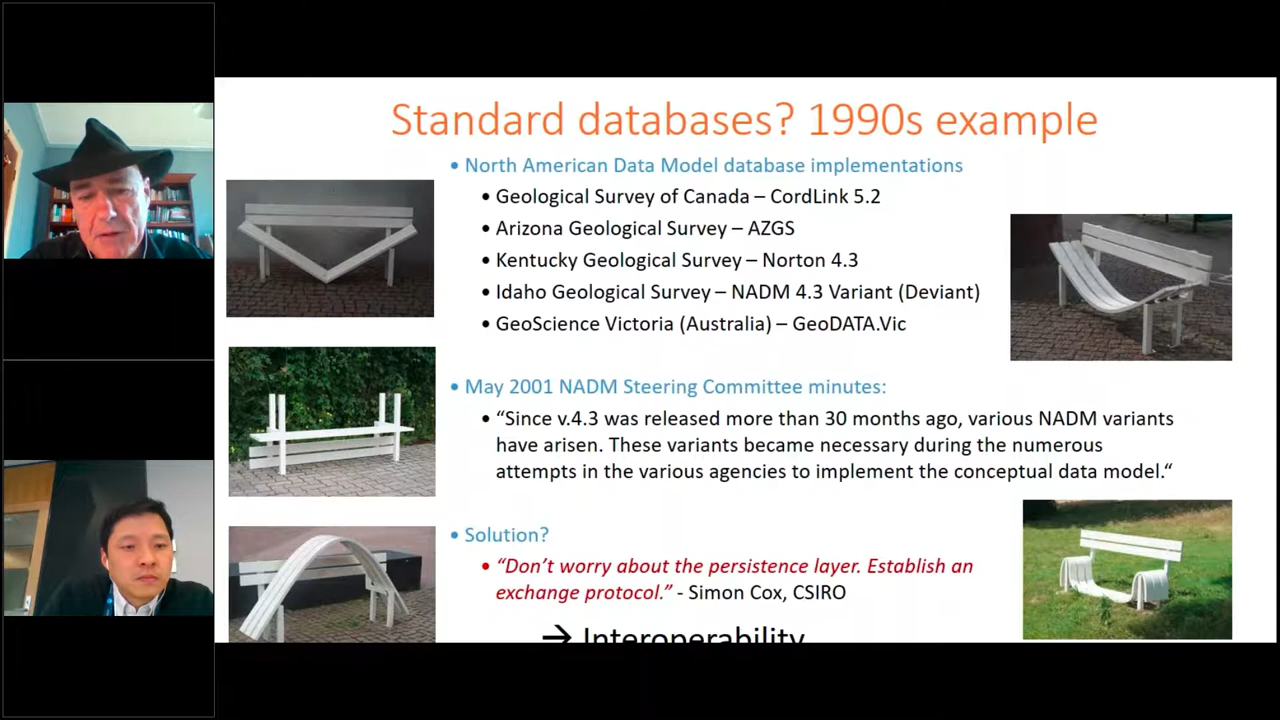 Standard databases? 1990s example
• North American Data Model database implementations
• Geological Survey of Canada – CordLink 5.2
• Arizona Geological Survey – AZGS
• Kentucky Geological Survey – Norton 4.3
• Idaho Geological Survey – NADM 4.3 Variant (Deviant)
• GeoScience Victoria (Australia) – GeoDATA.Vic
• May 2001 NADM Steering Committee minutes:
• “Since v.4.3 was released more than 30 months ago, various NADM variants
have arisen. These variants became necessary during the numerous
attempts in the various agencies to implement the conceptual data model.“
• Solution?
• “Don’t worry about the persistence layer. Establish an
exchange protocol.” - Simon Cox, CSIRO
→ Interoperability